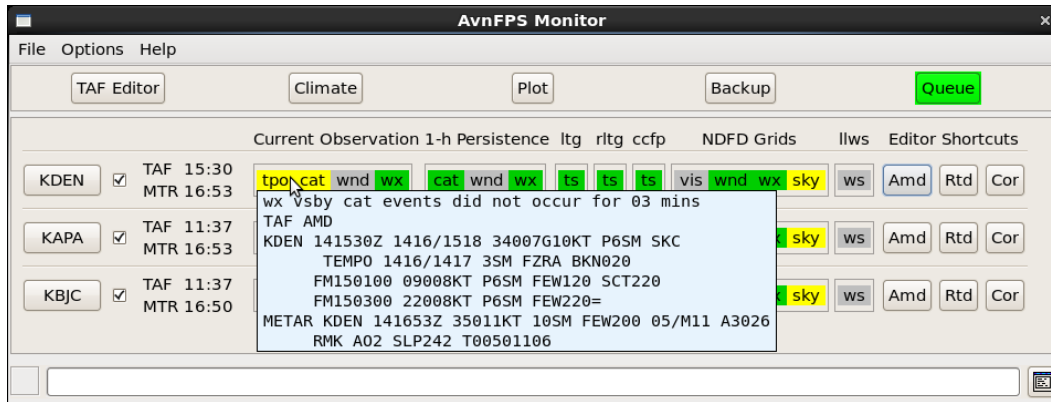 AvnFPS Monitor
File Options Help
TAF Editor Climate Plot Backup Queue
Current Observation 1-h Persistence ltg rltg ccfp NDFD Grids llws Editor Shortcuts
KDEN TAF 15:30 tpo cat wnd wx cat wnd wx ts ts ts vis wnd wx sky ws Amd Rtd Cor
MTR 16:53
wx vsby cat events did not occur for 03 mins
TAF AMD
KDEN 141530Z 1416/1518 34007G10KT P6SM SKC
TEMPO 1416/1417 3SM FZRA BKN020
FM150100 09008KT P6SM FEW120 SCT220
FM150300 22008KT P6SM FEW220=
METAR KDEN 141653Z 35011KT 10SM FEW200 05/M11 A3026
RMK AO2 SLP242 T00501106
KAPA TAF 11:37 sky ws Amd Rtd Cor
MTR 16:53
KBJC TAF 11:37 sky ws Amd Rtd Cor
MTR 16:50